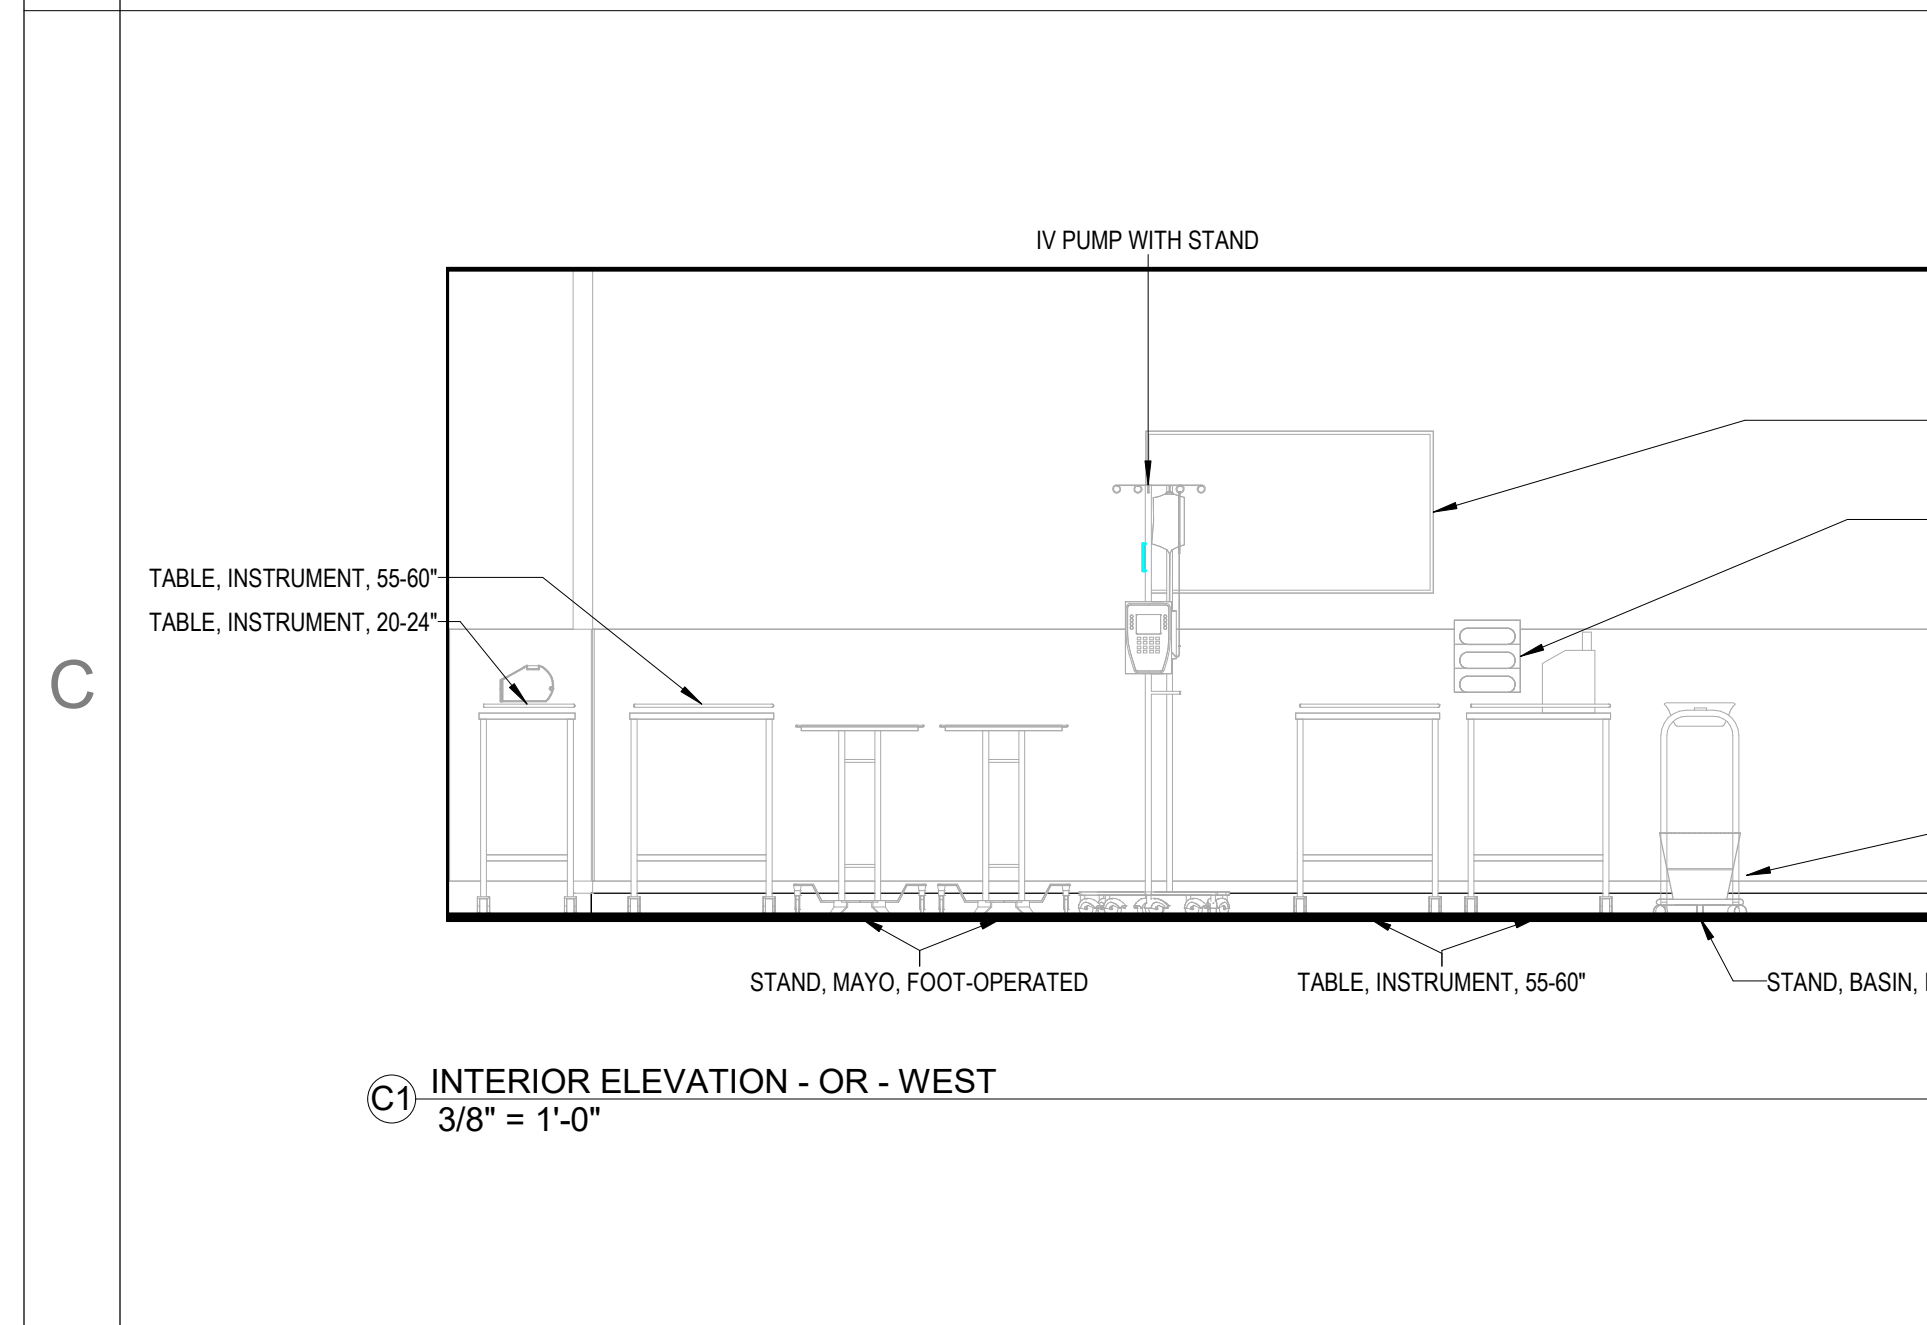 IV PUMP WITH STAND
TABLE, INSTRUMENT, 55-60"
TABLE, INSTRUMENT, 20-24"
C
STAND, MAYO, FOOT-OPERATED
TABLE, INSTRUMENT, 55-60"
STAND, BASIN,
C1
INTERIOR ELEVATION - OR - WEST
3/8" = 1'-0"